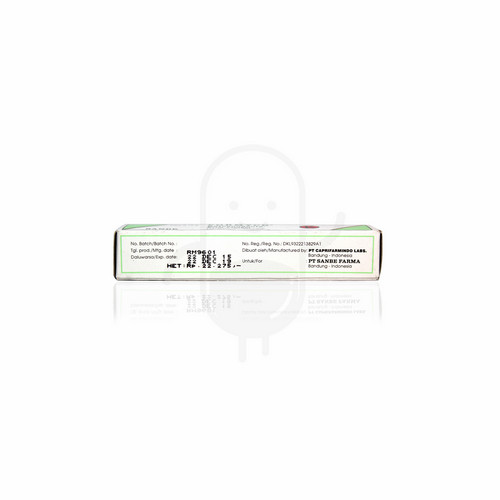 No. Batch/Batch No. :
RM9601
Tgl. prod./Mfg. date :
Daluwarsa/Exp. date :
HET:RP.
No. Reg./Reg. No.: DKL9322213829A1
Dibuat oleh/Manufactured by: PT CAPRIFARMINDO LABS.
Bandung - Indonesia
Untuk/For : PT SANBE FARMA
Bandung - Indonesia